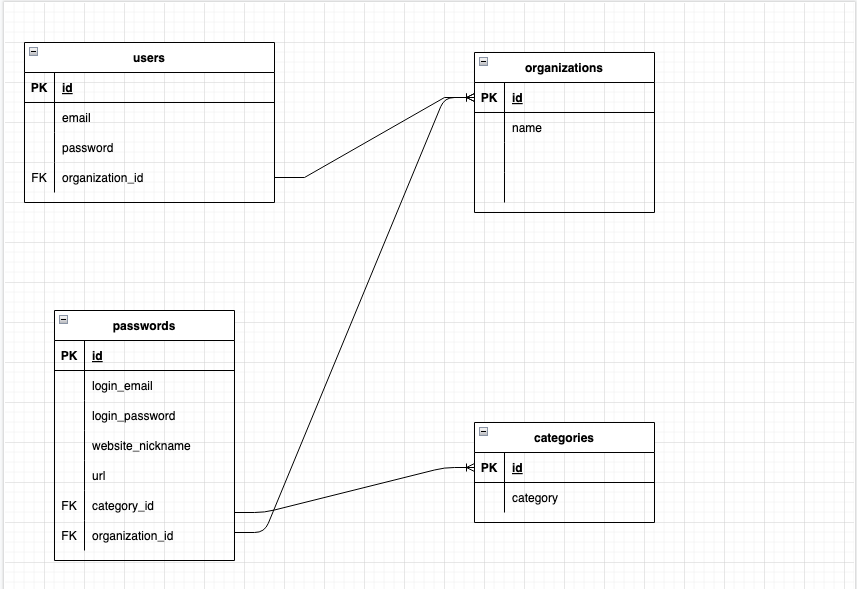 users
PK id
email
password
FK organization_id
organizations
PK id
name
passwords
PK id
login_email
login_password
website_nickname
url
FK category_id
FK organization_id
categories
PK id
category